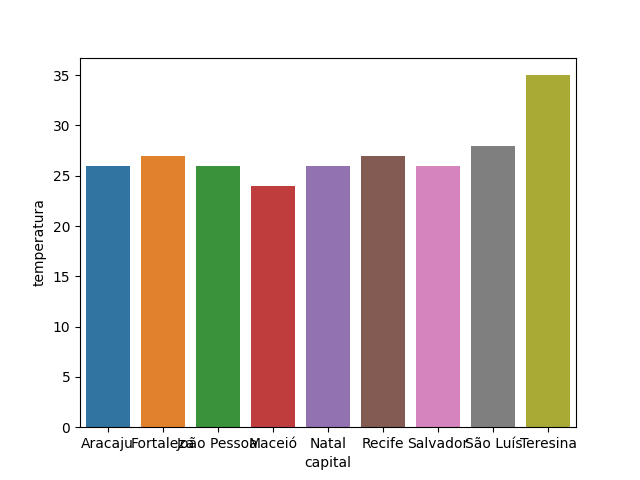 35
30
25
20
15
10
5
0
temperatura
Aracaju Fortaleza João Pessoa Maceió Natal Recife Salvador São Luís Teresina
capital